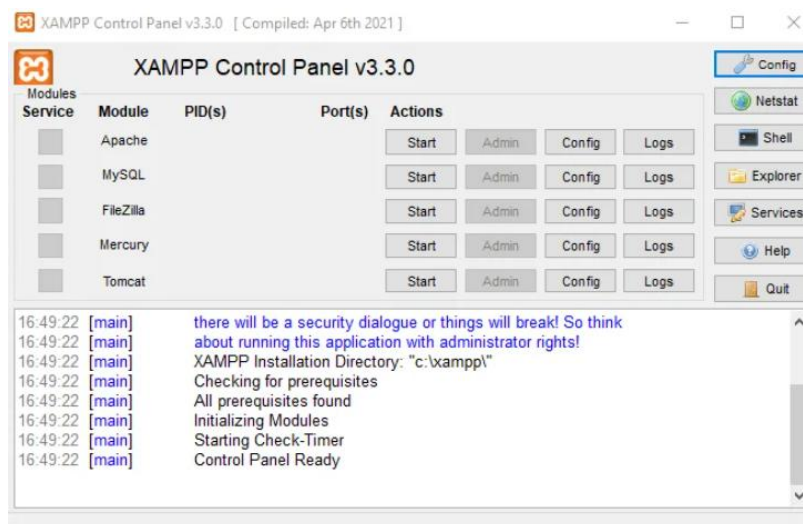 XAMPP Control Panel v3.3.0 [ Compiled: Apr 6th 2021 ]
XAMPP Control Panel v3.3.0
Config
Modules
Service Module PID(s) Port(s) Actions
Netstat
Apache Start Admin Config Logs
Shell
MySQL Start Admin Config Logs
Explorer
FileZilla Start Admin Config Logs
Services
Mercury Start Admin Config Logs
Help
Tomcat Start Admin Config Logs
Quit
16:49:22 [main] there will be a security dialogue or things will break! So think
16:49:22 [main] about running this application with administrator rights!
16:49:22 [main] XAMPP Installation Directory: "c:\xampp\"
16:49:22 [main] Checking for prerequisites
16:49:22 [main] All prerequisites found
16:49:22 [main] Initializing Modules
16:49:22 [main] Starting Check-Timer
16:49:22 [main] Control Panel Ready